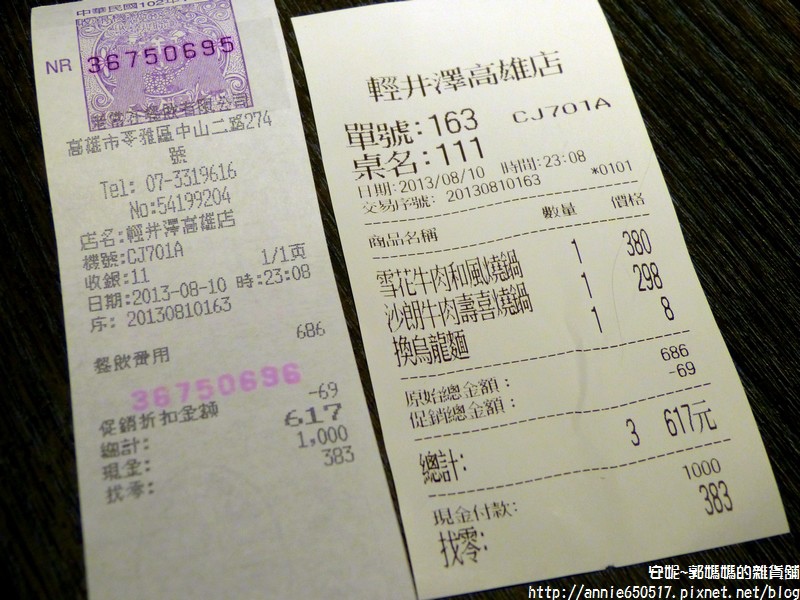 中華民國102年
NR 36750695
餐飲有限公司
高雄市苓雅區中山二路274
號
Tel: 07-3319616
No:54199204
店名:輕井澤高雄店
機號:CJ701A 1/1頁
收銀:11
日期:2013-08-10 時:23:08
序: 20130810163
686
餐飲費用
36750696
-69
促銷折扣金額 617
總計: 1,000
現金: 383
找零:
輕井澤高雄店
單號:163 CJ701A
桌名:111
日期:2013/08/10 時間:23:08
交易序號: 20130810163 *0101
商品名稱 數量 價格
雪花牛肉和風燒鍋 1 380
沙朗牛肉壽喜燒鍋 1 298
換烏龍麵 1 8
原始總金額: 686
促銷總金額: -69
總計: 3 617元
現金付款: 1000
找零: 383
安妮~郭媽媽的雜貨舖
http://annie650517.pixnet.net/blog